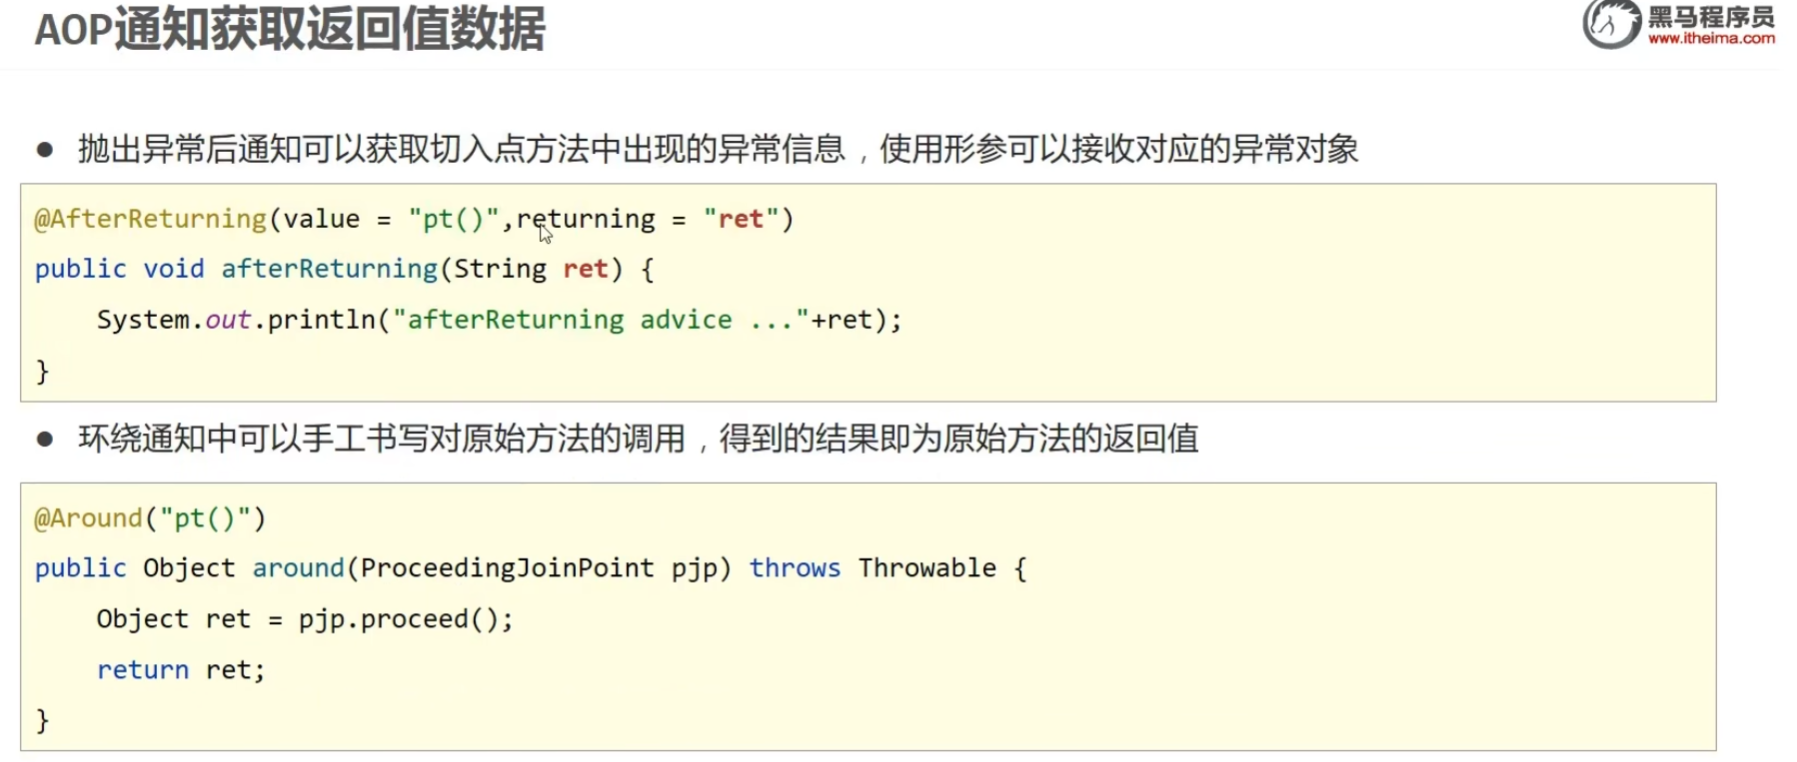 AOP通知获取返回值数据
黑马程序员
www.itheima.com
● 抛出异常后通知可以获取切入点方法中出现的异常信息，使用形参可以接收对应的异常对象
@AfterReturning(value = "pt()",returning = "ret")
public void afterReturning(String ret) {
    System.out.println("afterReturning advice ..."+ret);
}
● 环绕通知中可以手工书写对原始方法的调用，得到的结果即为原始方法的返回值
@Around("pt()")
public Object around(ProceedingJoinPoint pjp) throws Throwable {
    Object ret = pjp.proceed();
    return ret;
}